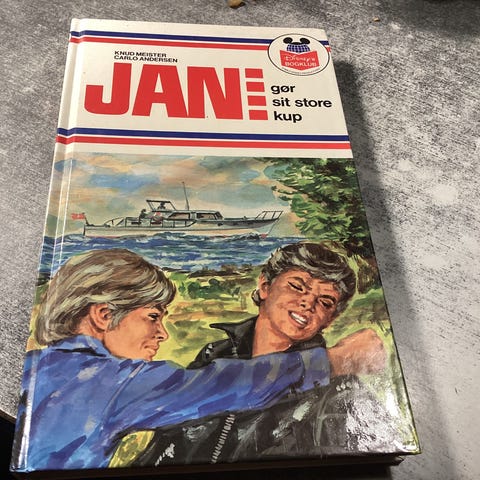 KNUD MEISTER
CARLO ANDERSEN
JAN
gør
sit store
kup
Disney's
BOGKLUB